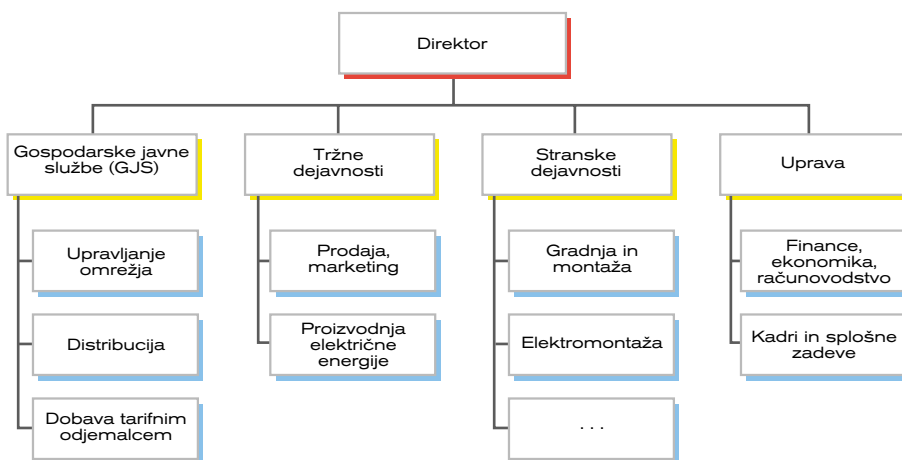 Direktor
Gospodarske javne
službe (GJS)
Tržne
dejavnosti
Stranske
dejavnosti
Uprava
Upravljanje
omrežja
Prodaja,
marketing
Gradnja in
montaža
Finance,
ekonomika,
računovodstvo
Distribucija
Proizvodnja
električne
energije
Elektromontaža
Kadri in splošne
zadeve
Dobava tarifnim
odjemalcem
. . .